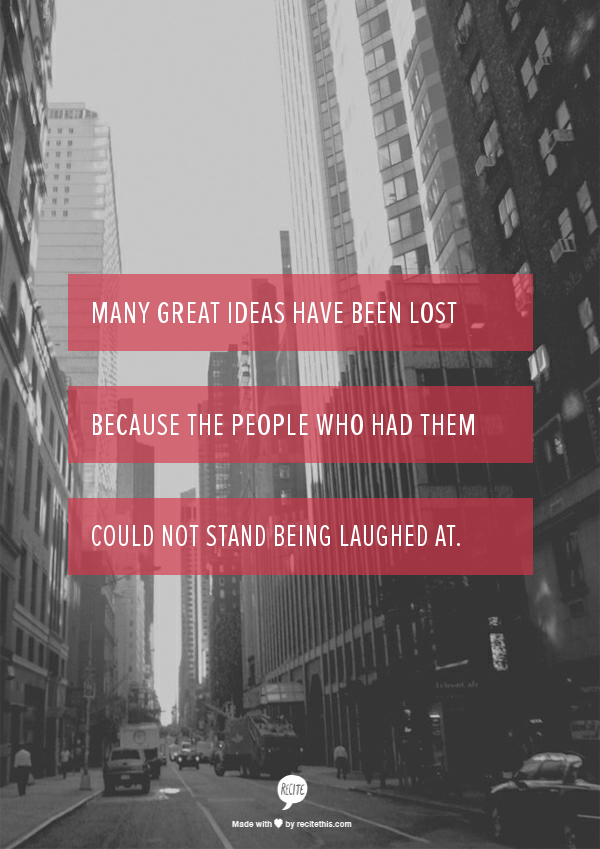 MANY GREAT IDEAS HAVE BEEN LOST
BECAUSE THE PEOPLE WHO HAD THEM
COULD NOT STAND BEING LAUGHED AT.
RECITE
Made with ♥ by recitethis.com